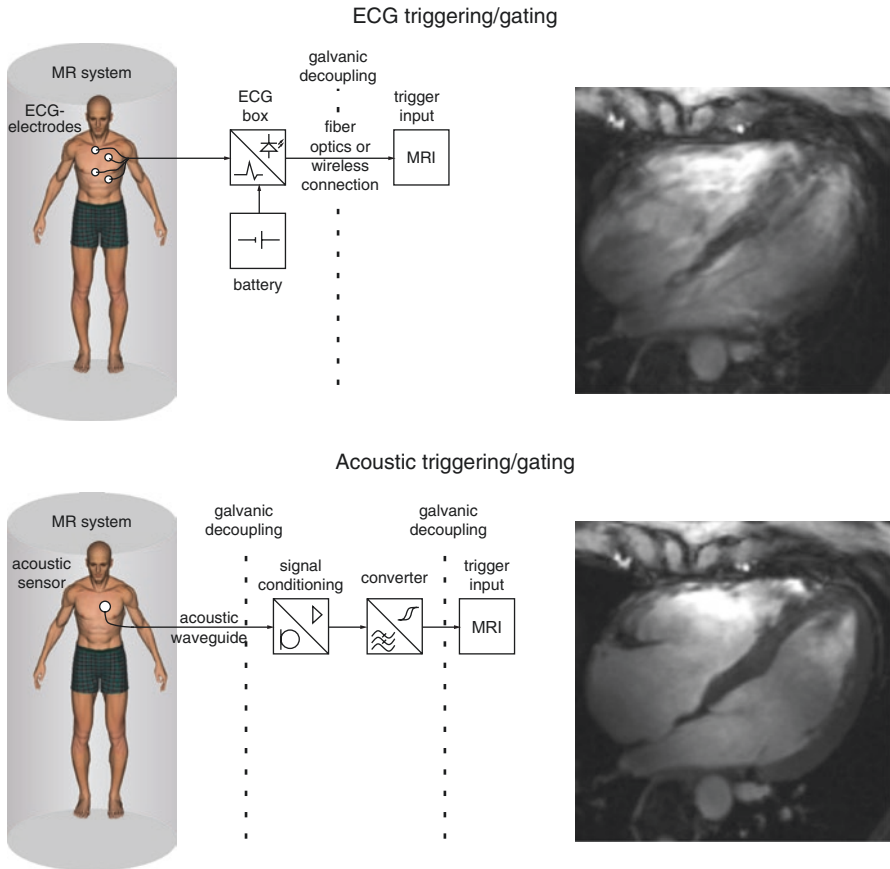 ECG triggering/gating
MR system
ECG-
electrodes
ECG
box
galvanic
decoupling
fiber
optics or
wireless
connection
trigger
input
MRI
battery
Acoustic triggering/gating
MR system
acoustic
sensor
galvanic
decoupling
acoustic
waveguide
signal
conditioning
converter
galvanic
decoupling
trigger
input
MRI